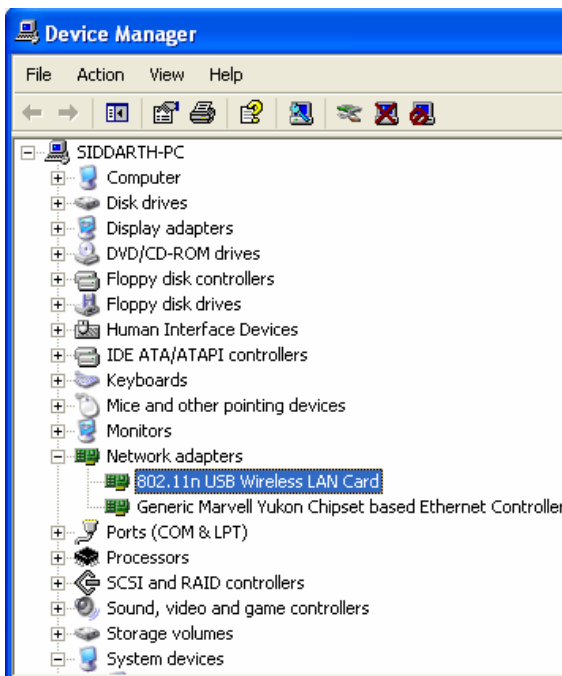 Device Manager
File Action View Help
SIDDARTH-PC
Computer
Disk drives
Display adapters
DVD/CD-ROM drives
Floppy disk controllers
Floppy disk drives
Human Interface Devices
IDE ATA/ATAPI controllers
Keyboards
Mice and other pointing devices
Monitors
Network adapters
802.11n USB Wireless LAN Card
Generic Marvell Yukon Chipset based Ethernet Controller
Ports (COM & LPT)
Processors
SCSI and RAID controllers
Sound, video and game controllers
Storage volumes
System devices